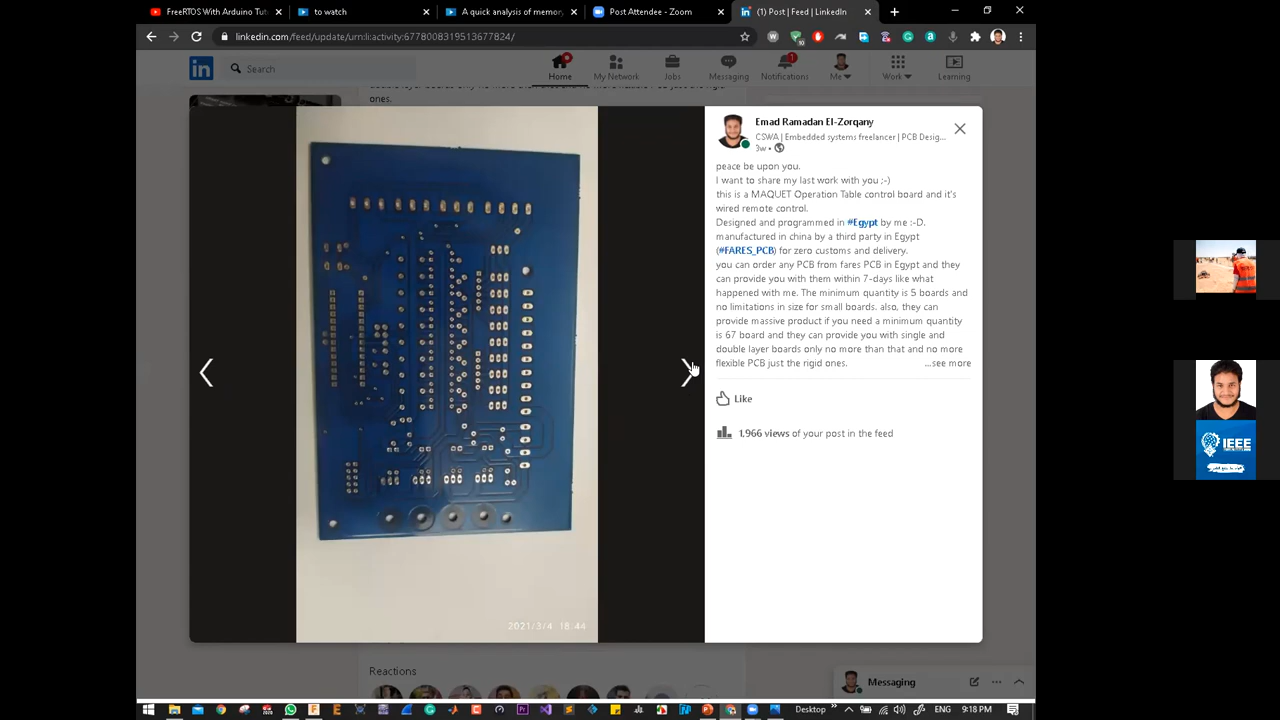 FreeRTOS With Arduino Tut
to watch
A quick analysis of memor
Post Attendee - Zoom
(1) Post | Feed | LinkedIn
linkedin.com/feed/update/urn:li:activity:6778008319513677824/
in
Search
Home
My Network
Jobs
Messaging
1
Notifications
Me
Work
Learning
ones.
Emad Ramadan El-Zorqany
CSWA | Embedded systems freelancer | PCB Desig...
3w •
peace be upon you.
I want to share my last work with you ;-)
this is a MAQUET Operation Table control board and it's
wired remote control.
Designed and programmed in #Egypt by me :-D.
manufactured in china by a third party in Egypt
(#FARES_PCB) for zero customs and delivery.
you can order any PCB from fares PCB in Egypt and they
can provide you with them within 7-days like what
happened with me. The minimum quantity is 5 boards and
no limitations in size for small boards. also, they can
provide massive product if you need a minimum quantity
is 67 board and they can provide you with single and
double layer boards only no more than that and no more
flexible PCB just the rigid ones. ...see more
Like
1,966 views of your post in the feed
2021/3/4 18:44
Reactions
Messaging
IEEE
Desktop
ENG
9:18 PM